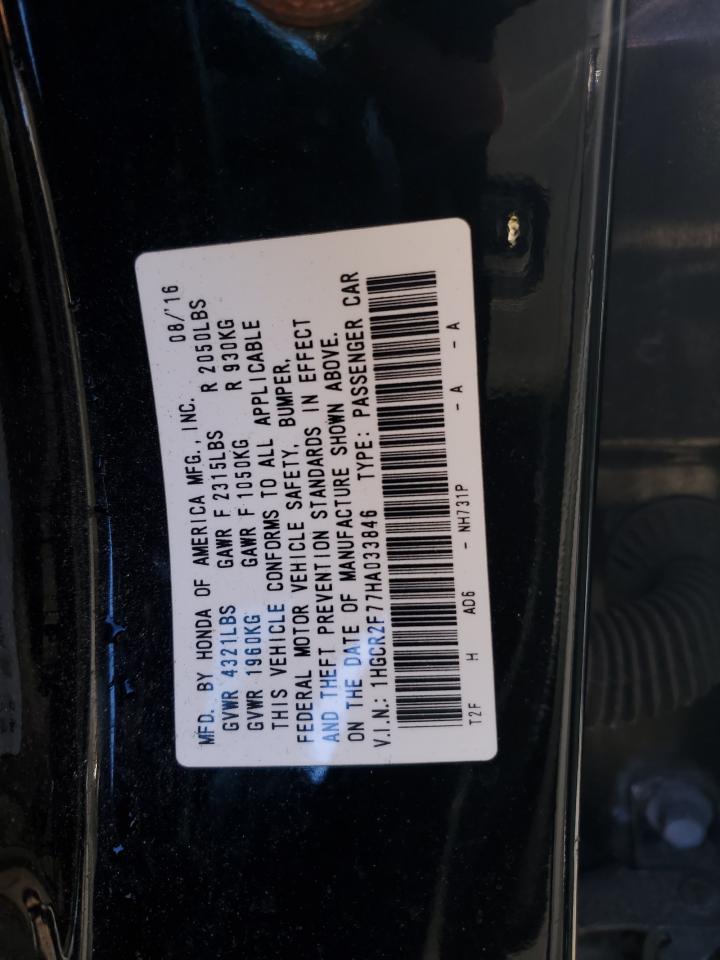 MFD. BY HONDA OF AMERICA MFG., INC. 08/'16
GVWR 4321LBS GAWR F 2315LBS R 2050LBS
GVWR 1960KG GAWR F 1050KG R 930KG
THIS VEHICLE CONFORMS TO ALL APPLICABLE
FEDERAL MOTOR VEHICLE SAFETY, BUMPER,
AND THEFT PREVENTION STANDARDS IN EFFECT
ON THE DATE OF MANUFACTURE SHOWN ABOVE.
V.I.N.: 1HGCR2F77HA033846 TYPE: PASSENGER CAR
T2F H AD6 - NH731P - A - A